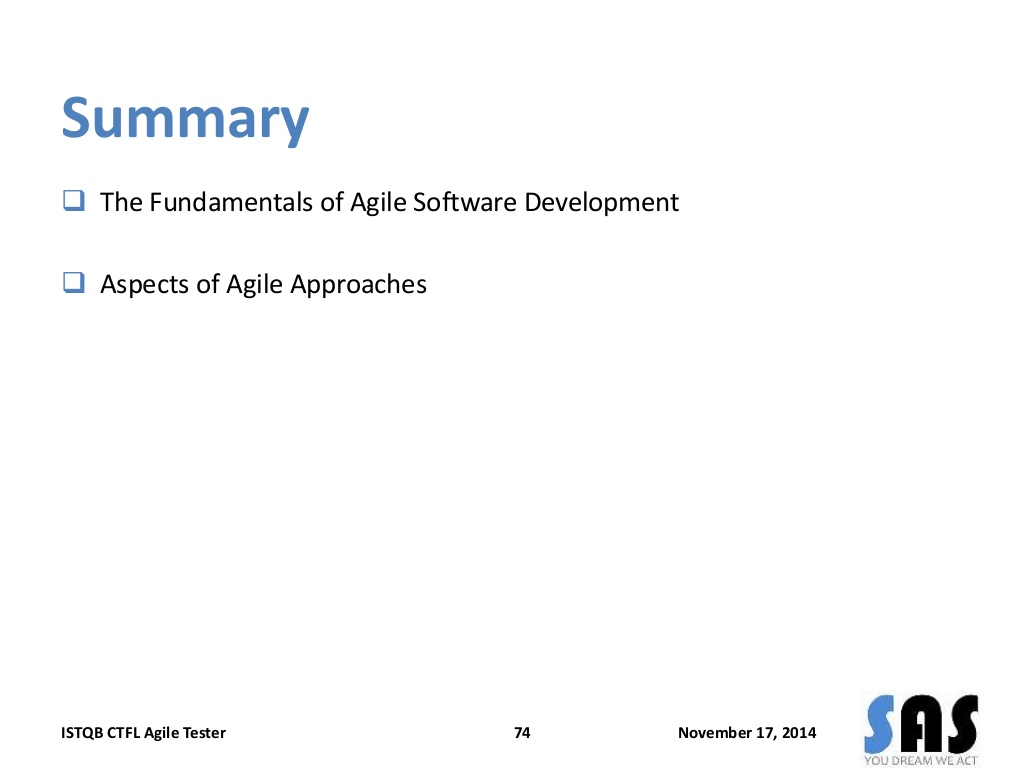 Summary
The Fundamentals of Agile Software Development
Aspects of Agile Approaches
ISTQB CTFL Agile Tester
74
November 17, 2014
SAS
YOU DREAM WE ACT